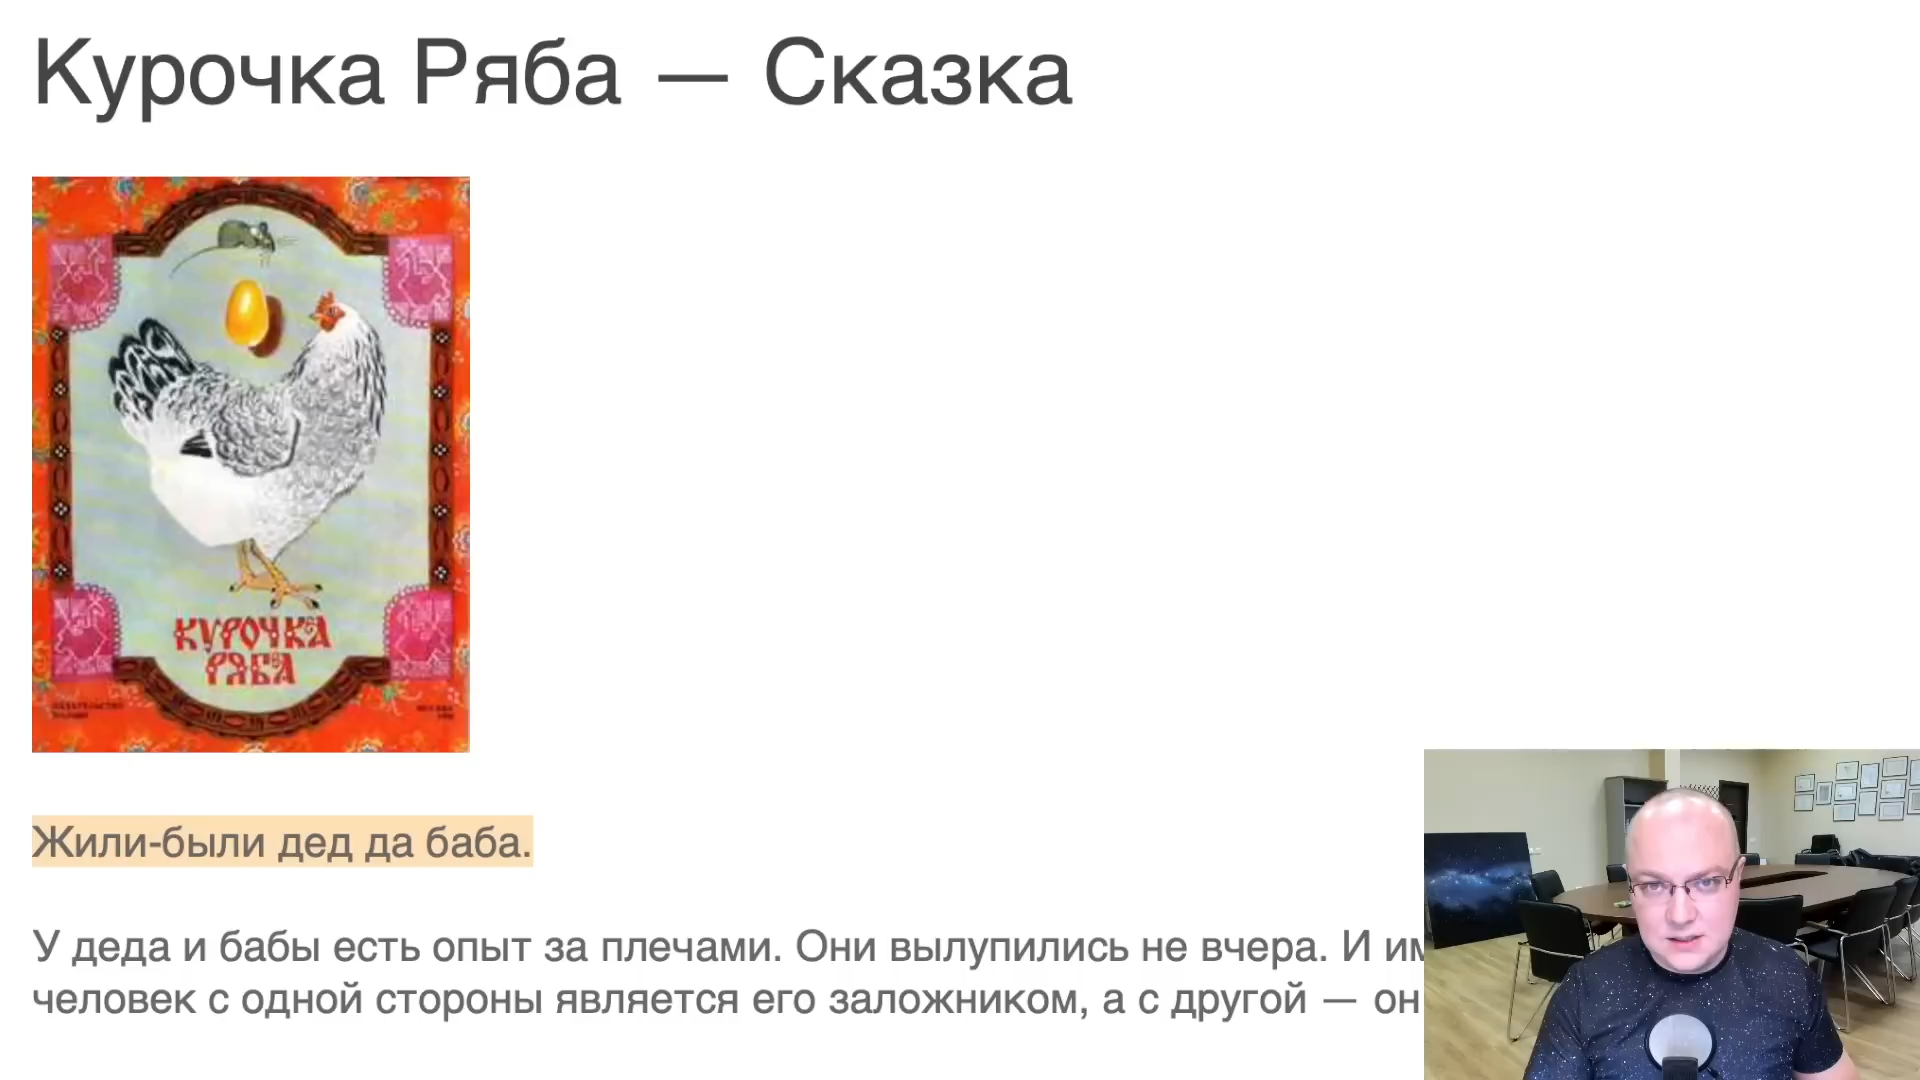 Курочка Ряба — Сказка
КУРОЧКА
РЯБА
Жили-были дед да баба.
У деда и бабы есть опыт за плечами. Они вылупились не вчера. И
человек с одной стороны является его заложником, а с другой — он